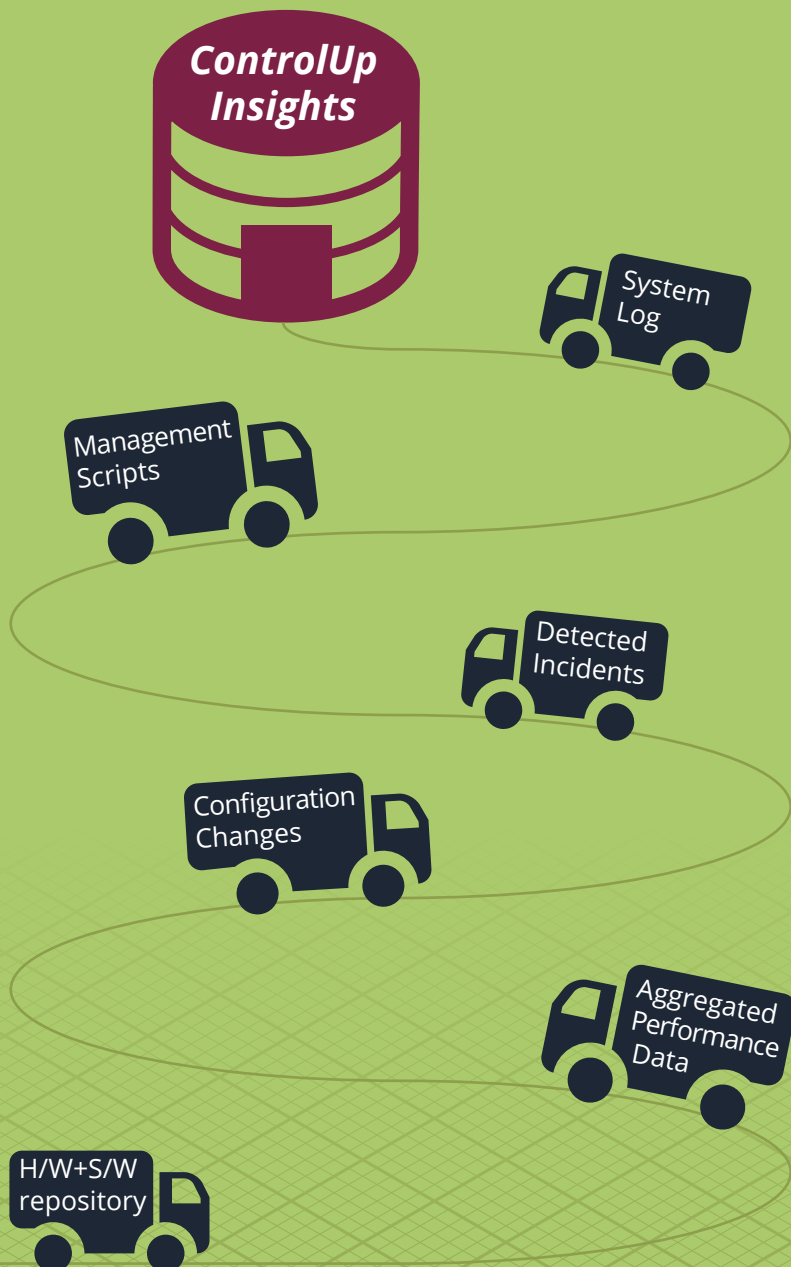 ControlUp
Insights
System
Log
Management
Scripts
Detected
Incidents
Configuration
Changes
Aggregated
Performance
Data
H/W+S/W
repository